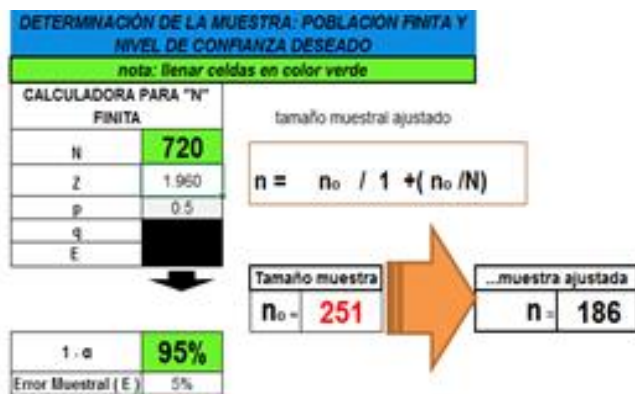 DETERMINACIÓN DE LA MUESTRA: POBLACIÓN FINITA Y
NIVEL DE CONFIANZA DESEADO
nota: llenar celdas en color verde
CALCULADORA PARA "N"
FINITA
N 720
Z 1.960
p 0.5
q
E
tamaño muestral ajustado
n = n₀ / 1 +( n₀ /N)
Tamaño muestra
n₀ = 251
...muestra ajustada
n = 186
1 - α 95%
Error Muestral ( E ) 5%